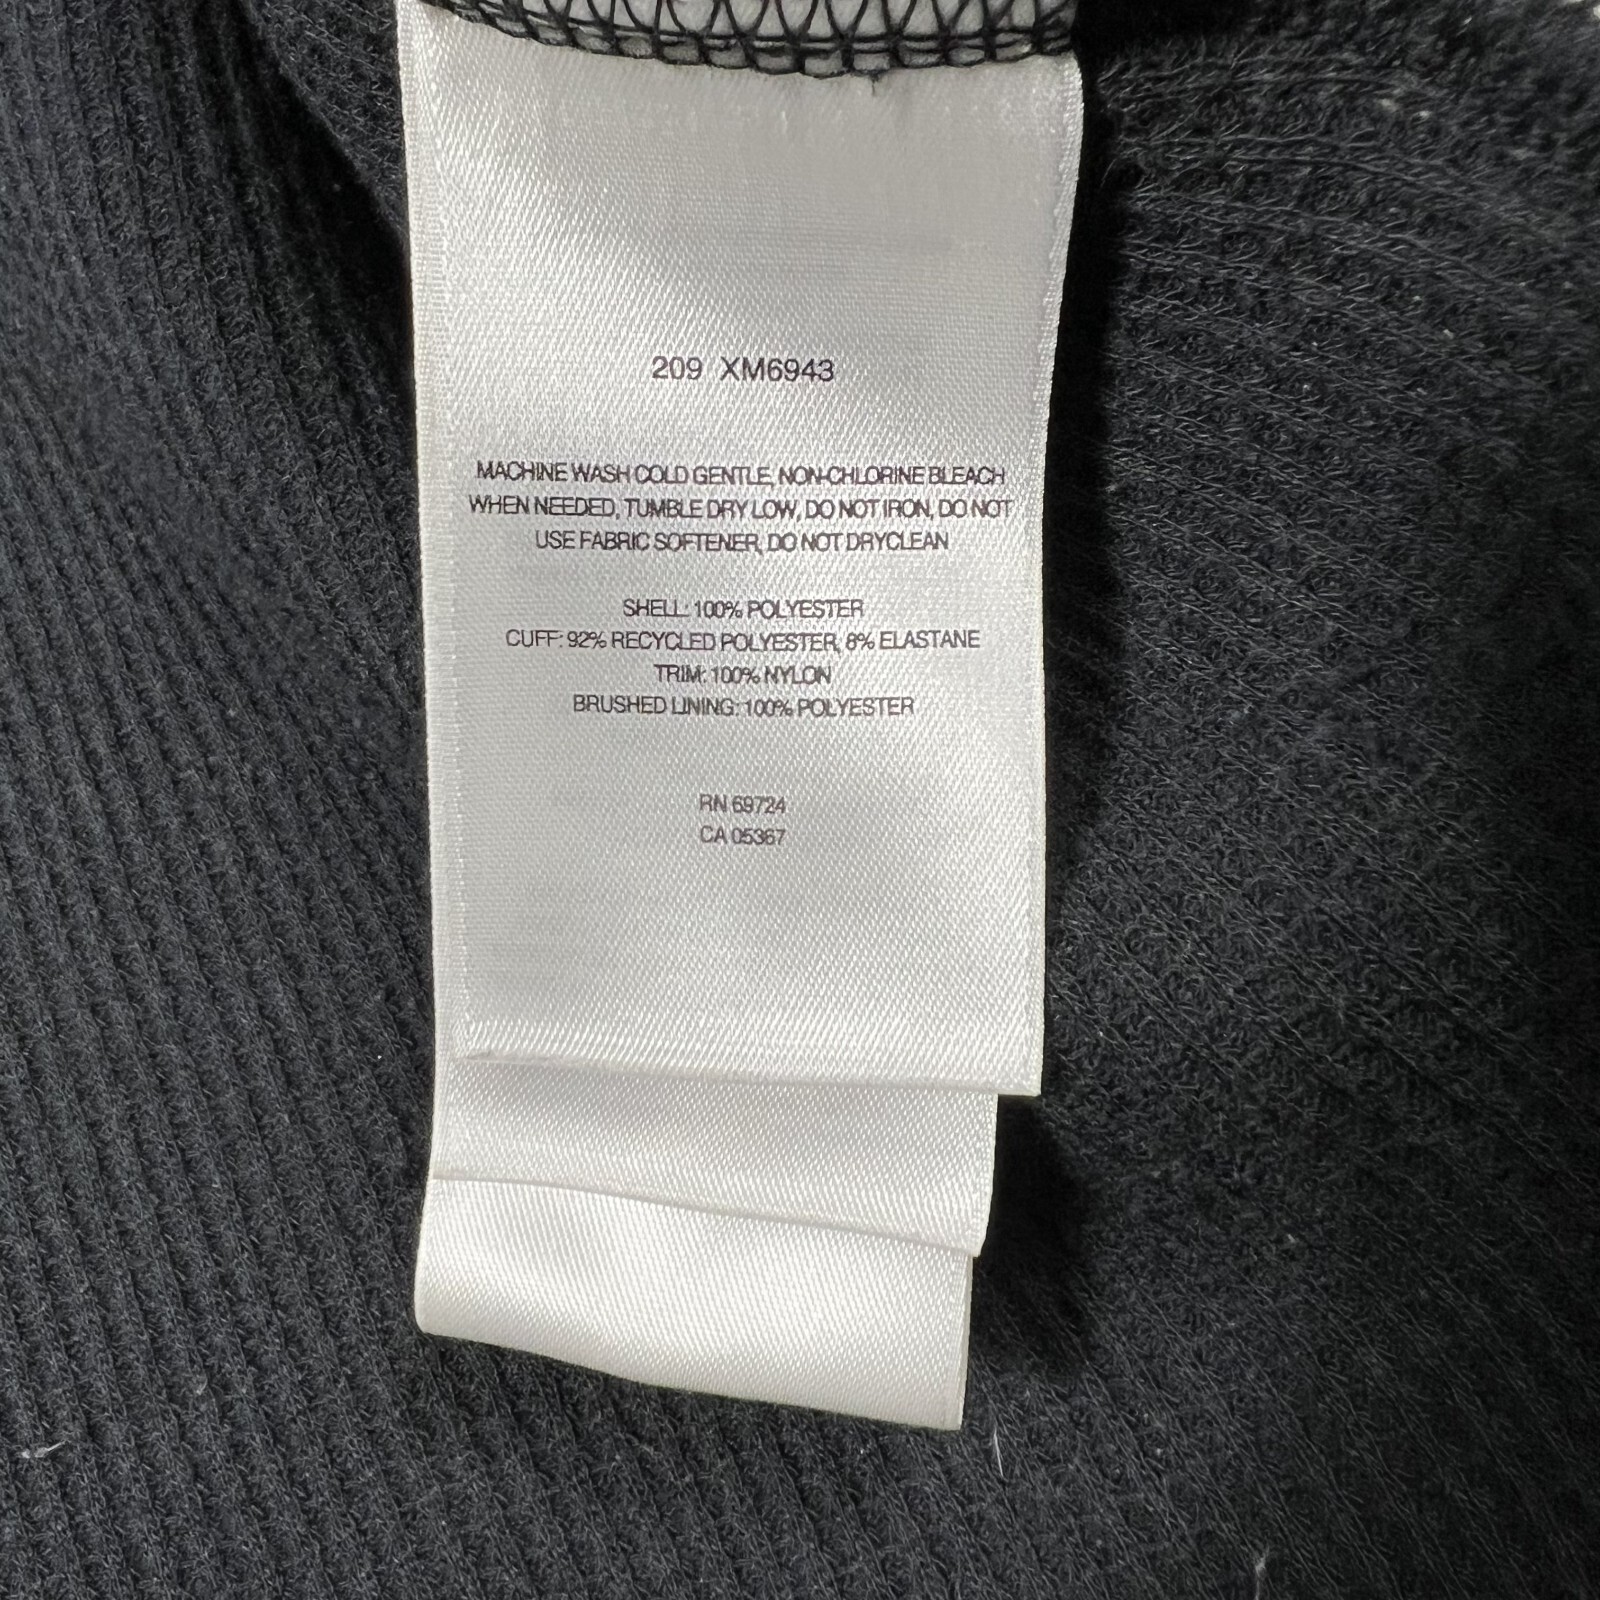 209 XM6943
MACHINE WASH COLD GENTLE, NON-CHLORINE BLEACH
WHEN NEEDED, TUMBLE DRY LOW, DO NOT IRON, DO NOT
USE FABRIC SOFTENER, DO NOT DRYCLEAN
SHELL: 100% POLYESTER
CUFF: 92% RECYCLED POLYESTER, 8% ELASTANE
TRIM: 100% NYLON
BRUSHED LINING: 100% POLYESTER
RN 69724
CA 05367